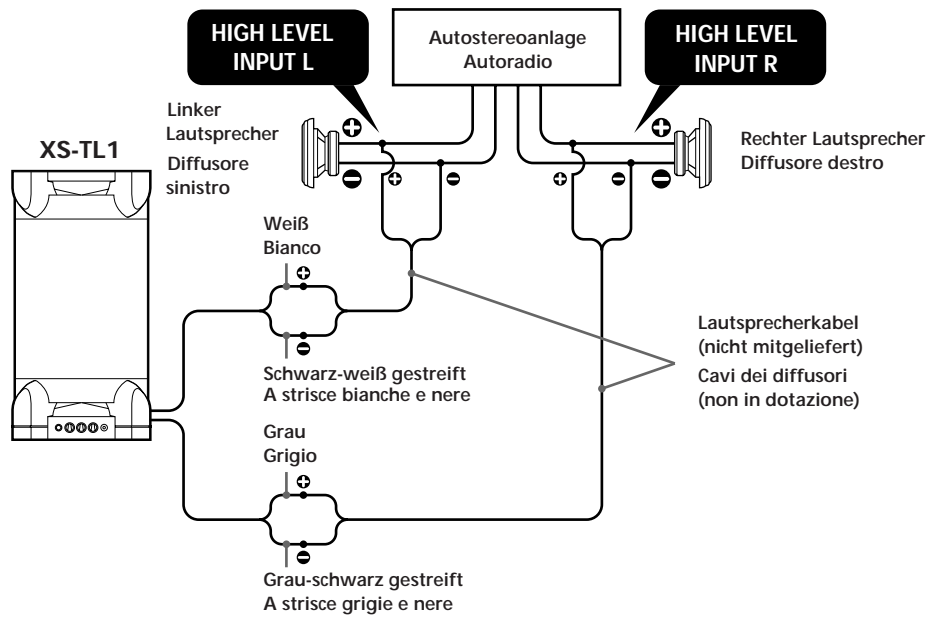 HIGH LEVEL
INPUT L
Autostereoanlage
Autoradio
HIGH LEVEL
INPUT R
Linker
Lautsprecher
Diffusore
sinistro
Rechter Lautsprecher
Diffusore destro
XS-TL1
Weiß
Bianco
Schwarz-weiß gestreift
A strisce bianche e nere
Lautsprecherkabel
(nicht mitgeliefert)
Cavi dei diffusori
(non in dotazione)
Grau
Grigio
Grau-schwarz gestreift
A strisce grigie e nere